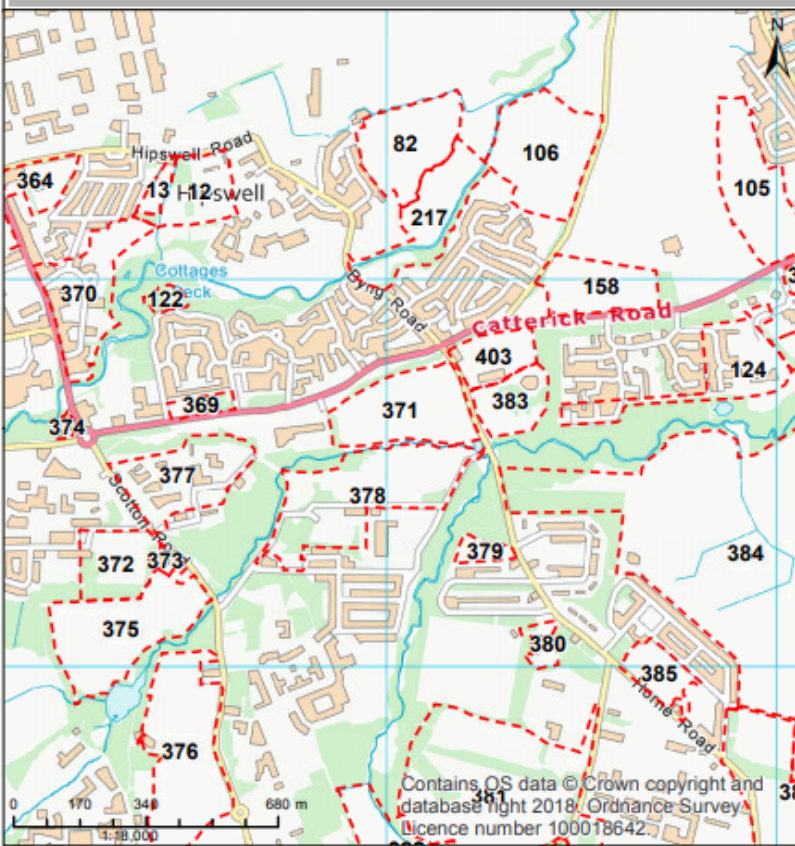 N
82
106
Hipswell Road
364
13
12
Hipswell
105
217
370
Cottages
Beck
122
Byng Road
158
Catterick Road
403
124
369
371
383
374
377
378
Scotton Road
372
373
379
384
375
380
385
Horne Road
376
381
Contains OS data © Crown copyright and
database right 2018. Ordnance Survey
Licence number 100018642.
0 170 340 680 m
1:18,000